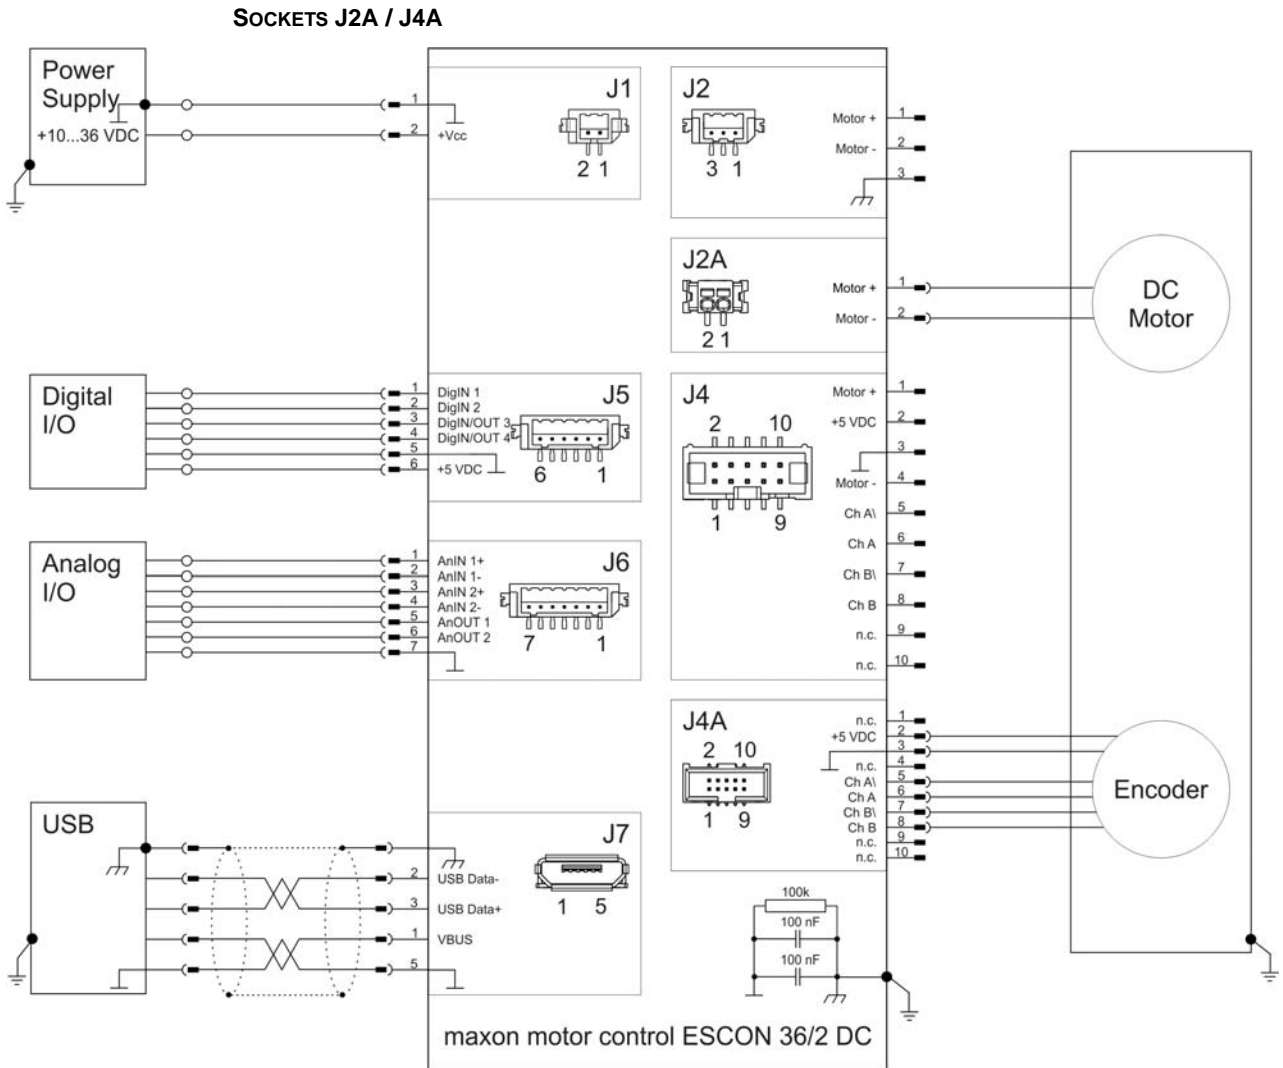 SOCKETS J2A / J4A
Power
Supply
+10...36 VDC
1
2
+Vcc
J1
2 1
J2
3 1
Motor +
1
Motor -
2
3
J2A
2 1
Motor +
1
Motor -
2
DC
Motor
Digital
I/O
1
DigIN 1
2
DigIN 2
3
DigIN/OUT 3
4
DigIN/OUT 4
5
6
+5 VDC
J5
6 1
J4
2 10
1 9
Motor +
1
+5 VDC
2
3
Motor -
4
Ch A\
5
Ch A
6
Ch B\
7
Ch B
8
n.c.
9
n.c.
10
Analog
I/O
1
AnIN 1+
2
AnIN 1-
3
AnIN 2+
4
AnIN 2-
5
AnOUT 1
6
AnOUT 2
7
J6
7 1
J4A
2 10
1 9
n.c.
1
+5 VDC
2
3
n.c.
4
Ch A\
5
Ch A
6
Ch B\
7
Ch B
8
n.c.
9
n.c.
10
Encoder
USB
2
USB Data-
3
USB Data+
1
VBUS
5
J7
1 5
100k
100 nF
100 nF
maxon motor control ESCON 36/2 DC